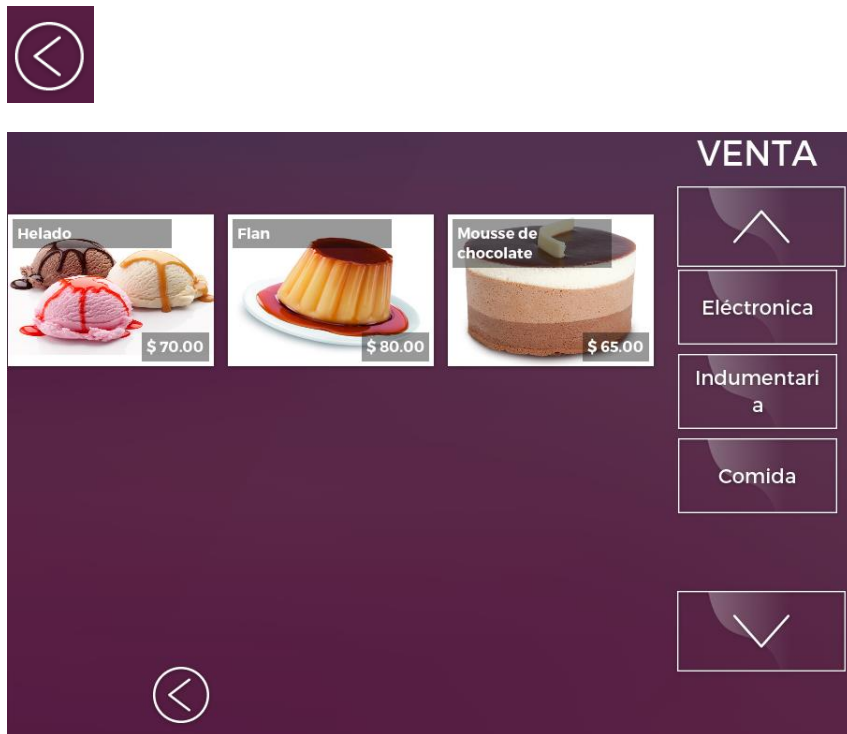 VENTA
Helado
$ 70.00
Flan
$ 80.00
Mousse de
chocolate
$ 65.00
Eléctronica
Indumentari
a
Comida